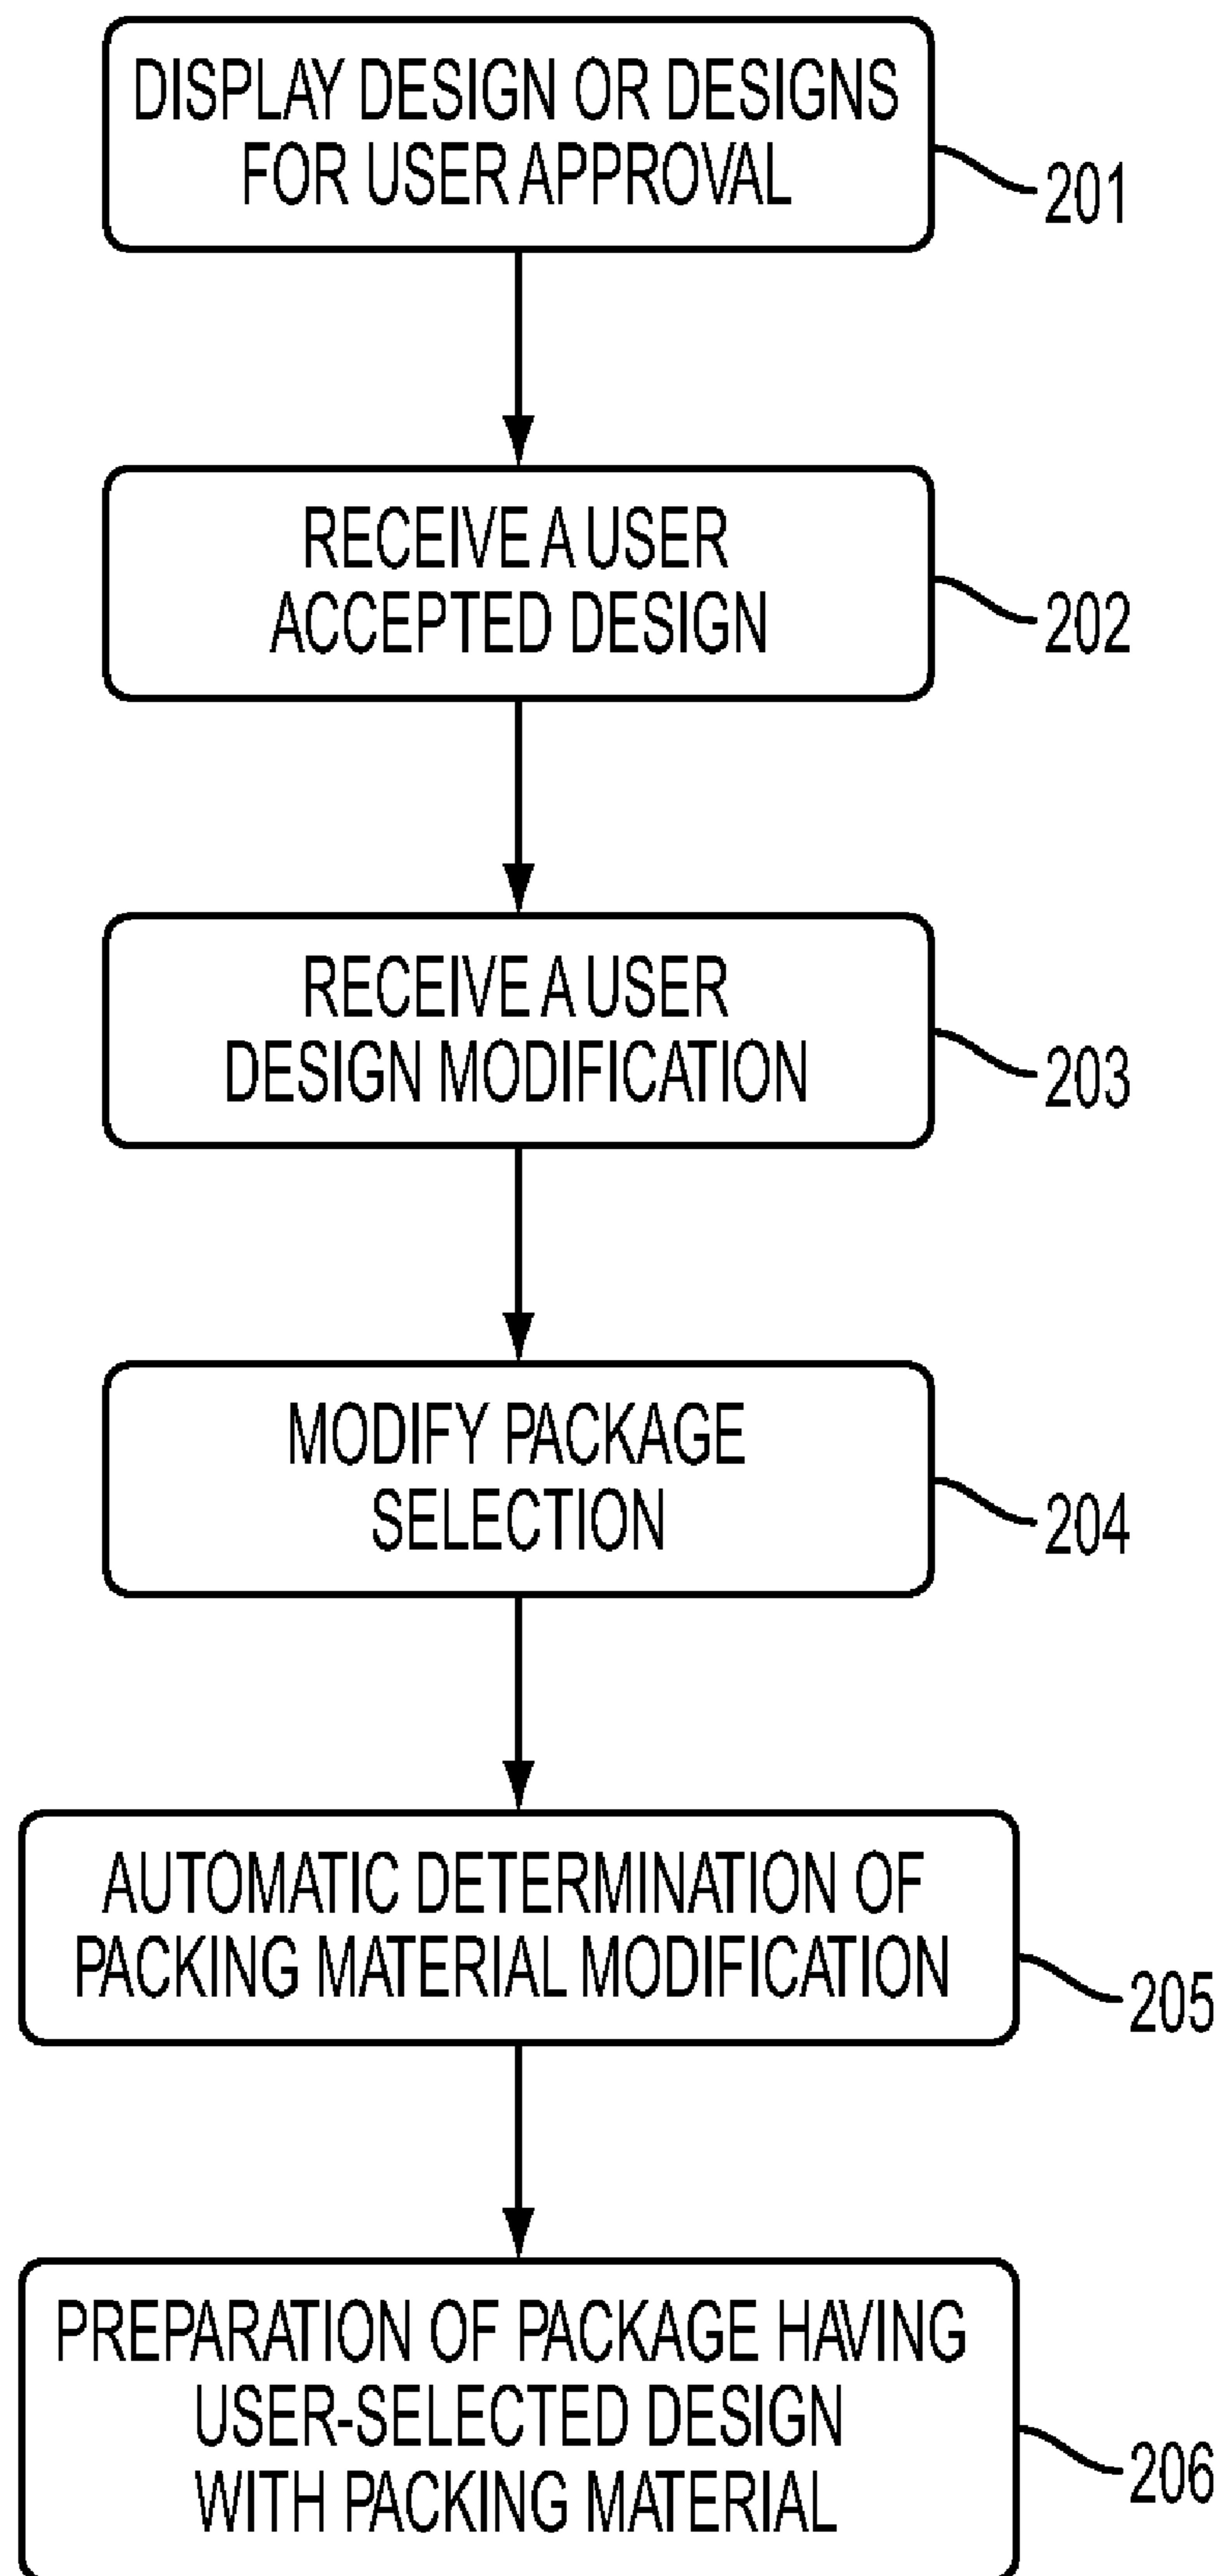 DISPLAY DESIGN OR DESIGNS
FOR USER APPROVAL
201
RECEIVE A USER
ACCEPTED DESIGN
202
RECEIVE A USER
DESIGN MODIFICATION
203
MODIFY PACKAGE
SELECTION
204
AUTOMATIC DETERMINATION OF
PACKING MATERIAL MODIFICATION
205
PREPARATION OF PACKAGE HAVING
USER-SELECTED DESIGN
WITH PACKING MATERIAL
206